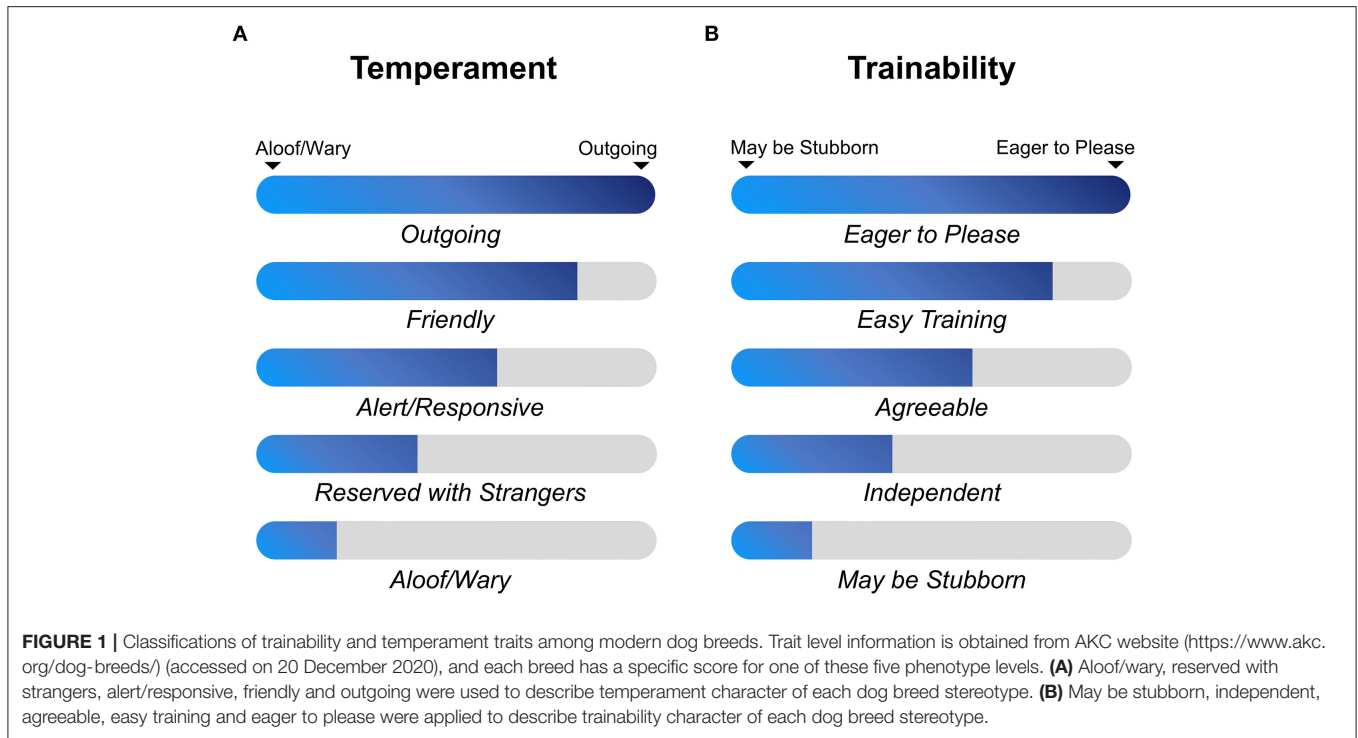 A
Temperament
Aloof/Wary
Outgoing
Outgoing
Friendly
Alert/Responsive
Reserved with Strangers
Aloof/Wary
B
Trainability
May be Stubborn
Eager to Please
Eager to Please
Easy Training
Agreeable
Independent
May be Stubborn
FIGURE 1 | Classifications of trainability and temperament traits among modern dog breeds. Trait level information is obtained from AKC website (https://www.akc.
org/dog-breeds/) (accessed on 20 December 2020), and each breed has a specific score for one of these five phenotype levels. (A) Aloof/wary, reserved with
strangers, alert/responsive, friendly and outgoing were used to describe temperament character of each dog breed stereotype. (B) May be stubborn, independent,
agreeable, easy training and eager to please were applied to describe trainability character of each dog breed stereotype.